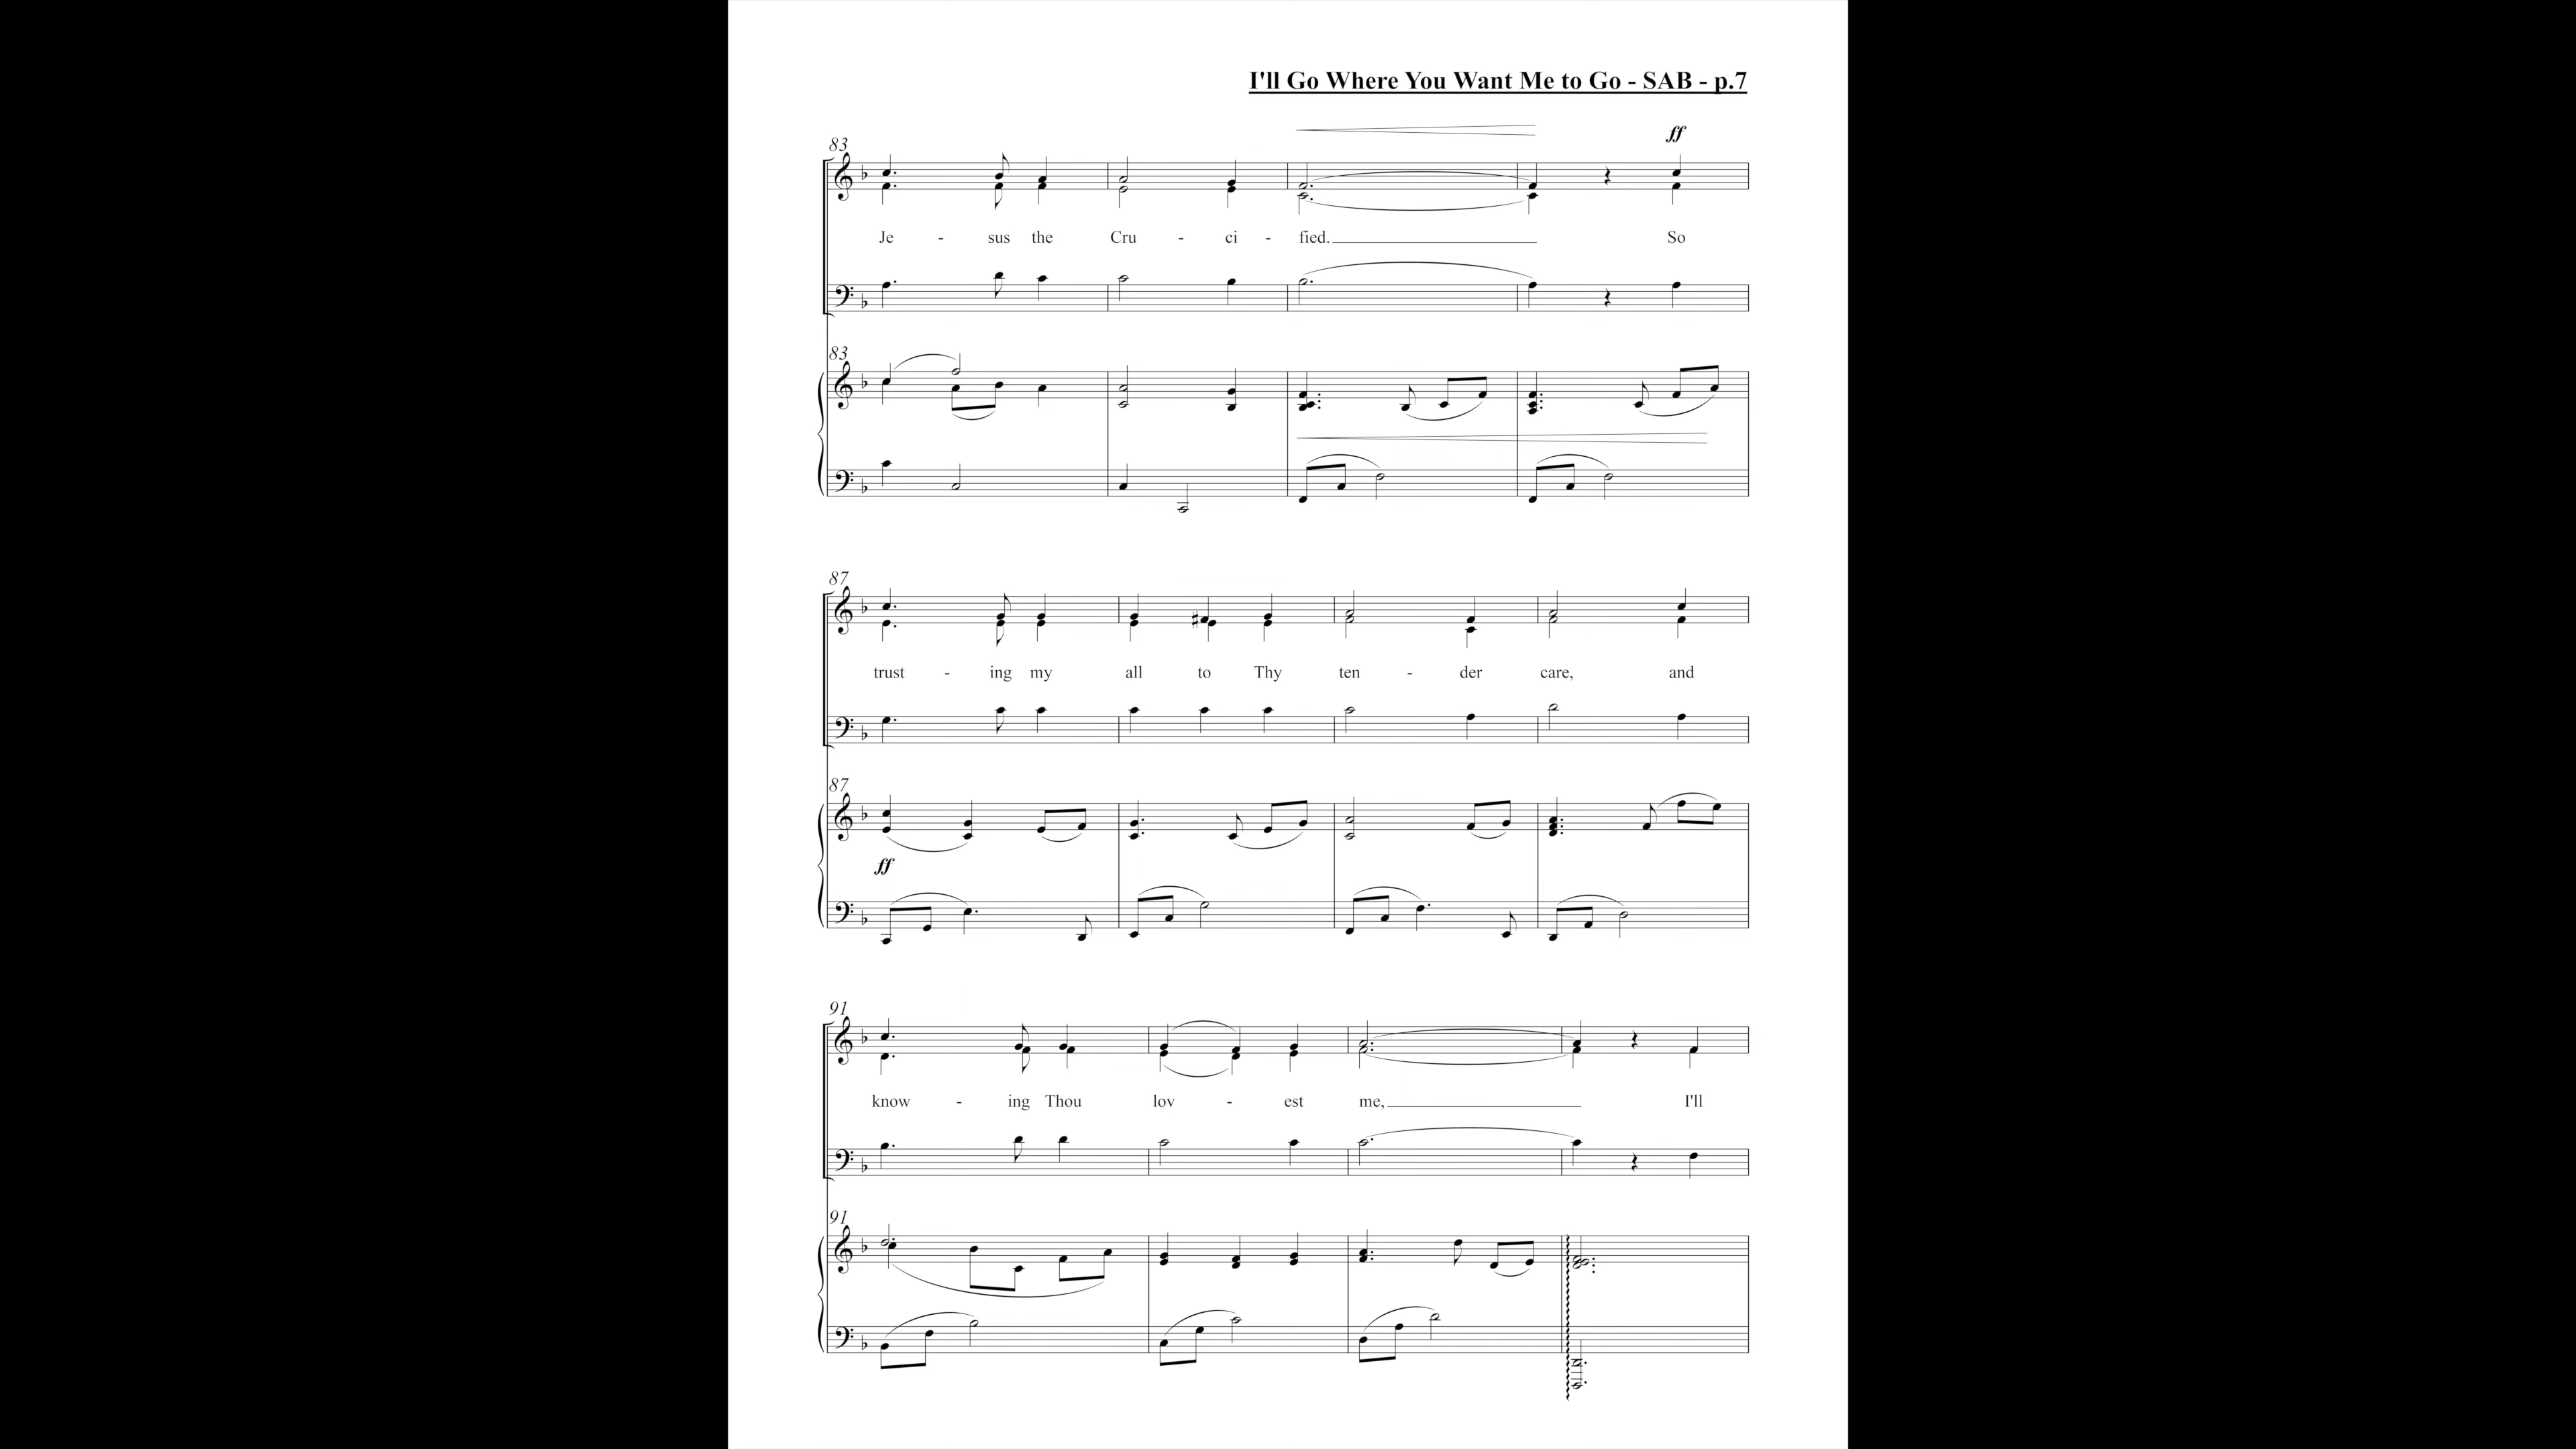 I'll Go Where You Want Me to Go - SAB - p.7
83
ff
Je - sus the Cru - ci - fied. So
83
87
trust - ing my all to Thy ten - der care, and
87
ff
91
know - ing Thou lov - est me, I'll
91